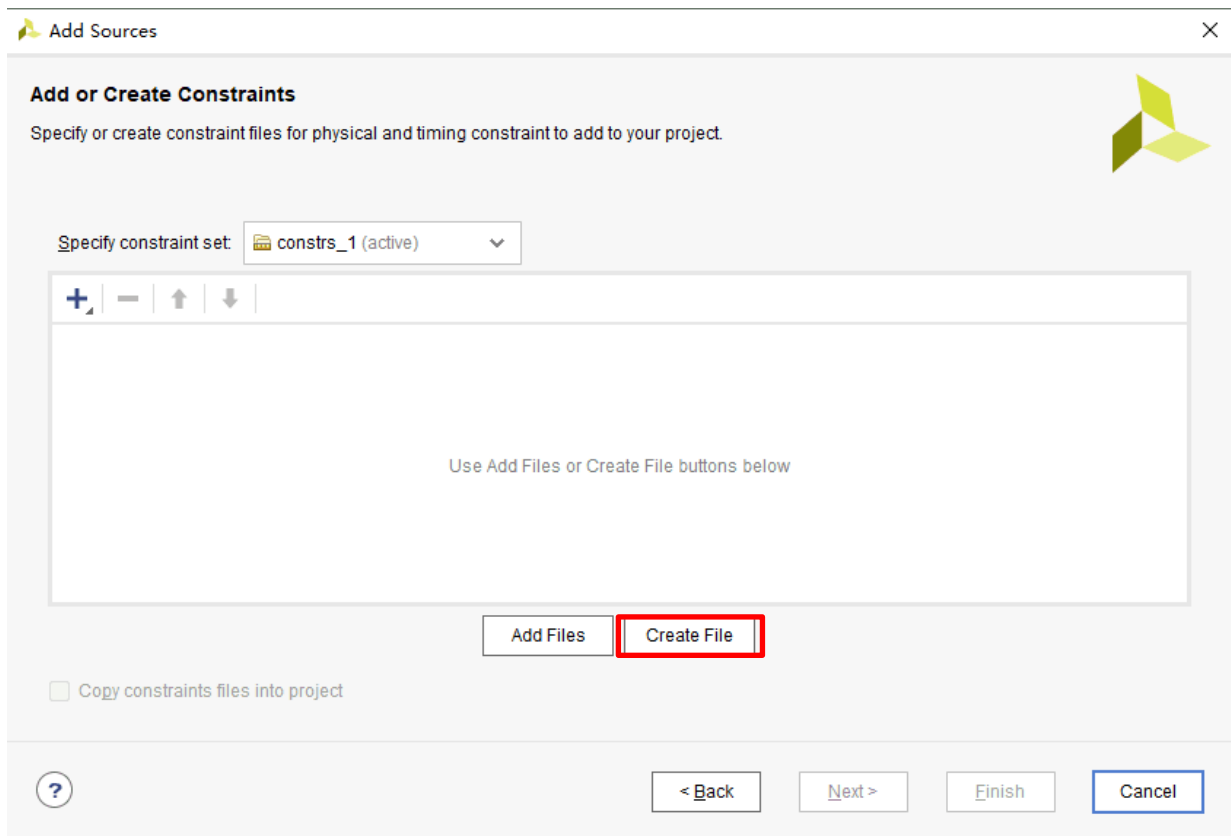 Add Sources
Add or Create Constraints
Specify or create constraint files for physical and timing constraint to add to your project.
Specify constraint set: constrs_1 (active)
Use Add Files or Create File buttons below
Add Files Create File
Copy constraints files into project
? < Back Next > Finish Cancel